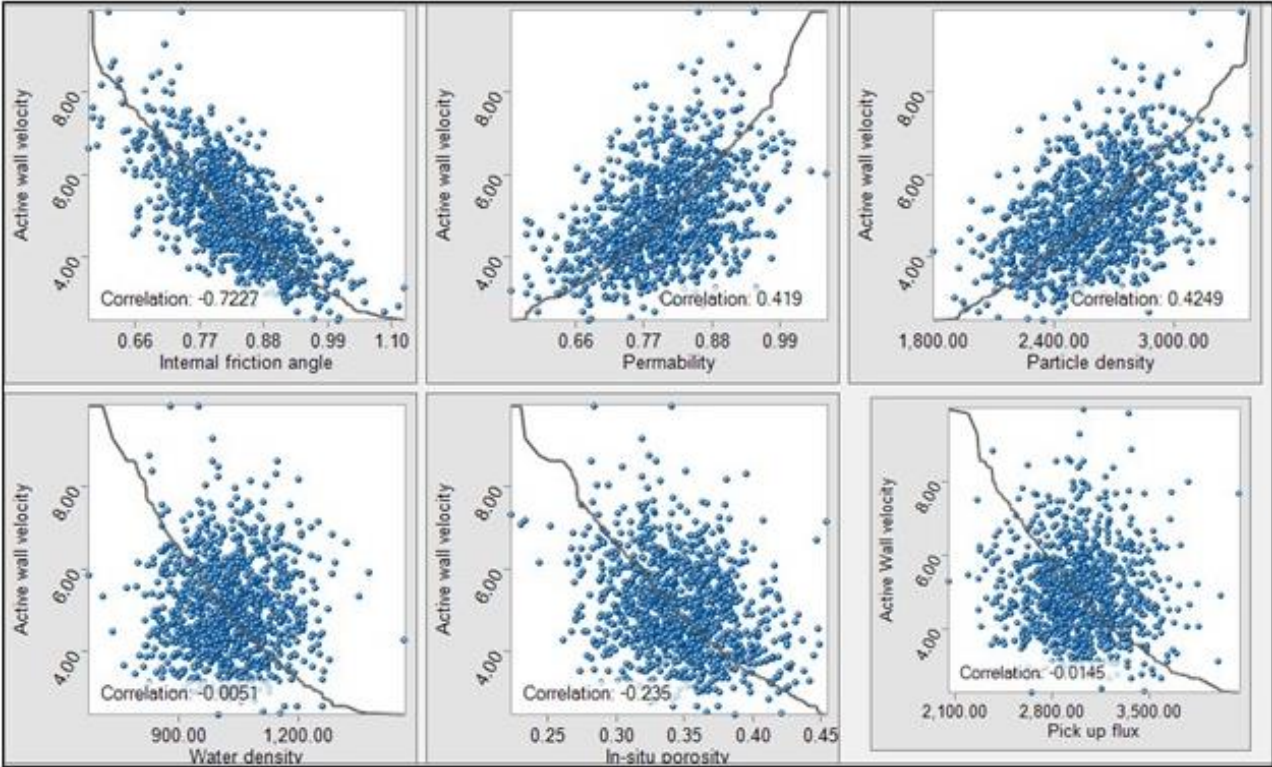 Active wall velocity
8.00
6.00
4.00
Correlation: -0.7227
0.66 0.77 0.88 0.99 1.10
Internal friction angle
Active wall velocity
8.00
6.00
4.00
Correlation: 0.419
0.66 0.77 0.88 0.99
Permability
Active wall velocity
8.00
6.00
4.00
Correlation: 0.4249
1,800.00 2,400.00 3,000.00
Particle density
Active wall velocity
8.00
6.00
4.00
Correlation: -0.0051
900.00 1,200.00
Water density
Active wall velocity
8.00
6.00
4.00
Correlation: -0.235
0.25 0.30 0.35 0.40 0.45
In-situ porosity
Active Wall velocity
8.00
6.00
4.00
Correlation: -0.0145
2,100.00 2,800.00 3,500.00
Pick up flux